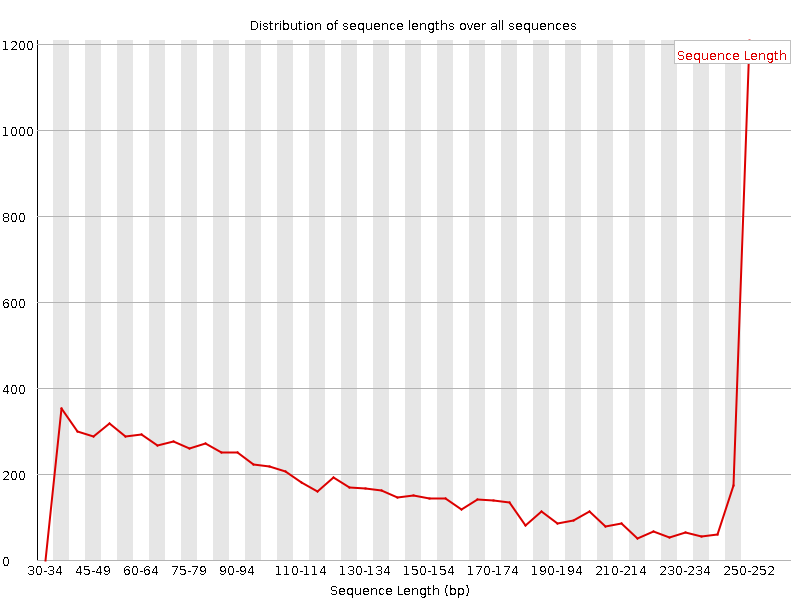 Distribution of sequence lengths over all sequences
1200
Sequence Length
1000
800
600
400
200
0
30-34 45-49 60-64 75-79 90-94 110-114 130-134 150-154 170-174 190-194 210-214 230-234 250-252
Sequence Length (bp)